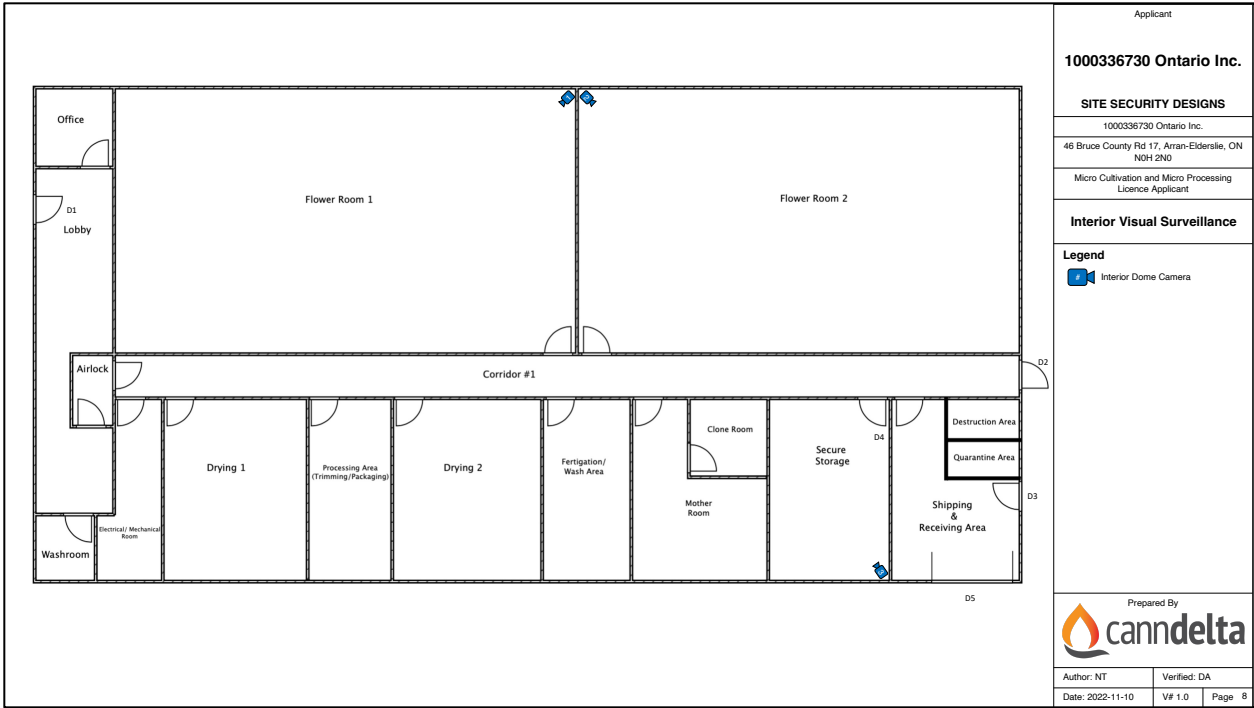 Office
D1
Lobby
Flower Room 1
Flower Room 2
Airlock
Corridor #1
D2
Drying 1
Processing Area
(Trimming/Packaging)
Drying 2
Fertigation/
Wash Area
Clone Room
Mother
Room
Secure
Storage
D4
Destruction Area
Quarantine Area
D3
Shipping
&
Receiving Area
Electrical/ Mechanical
Room
Washroom
D5
Applicant
1000336730 Ontario Inc.
SITE SECURITY DESIGNS
1000336730 Ontario Inc.
46 Bruce County Rd 17, Arran-Elderslie, ON
N0H 2N0
Micro Cultivation and Micro Processing
Licence Applicant
Interior Visual Surveillance
Legend
#
Interior Dome Camera
Prepared By
canndelta
Author: NT
Verified: DA
Date: 2022-11-10
V# 1.0
Page 8